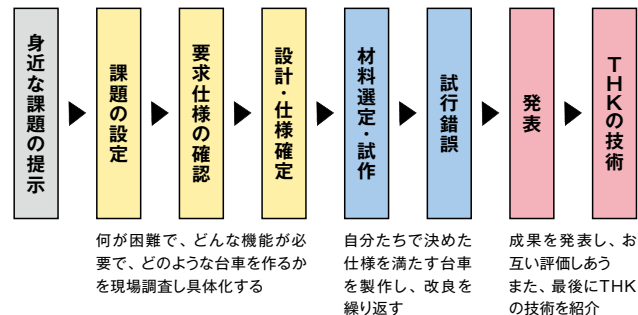 身近な課題の提示
課題の設定
要求仕様の確認
設計・仕様確定
材料選定・試作
試行錯誤
発表
THKの技術
何が困難で、どんな機能が必
要で、どのような台車を作るか
を現場調査し具体化する
自分たちで決めた
仕様を満たす台車
を製作し、改良を
繰り返す
成果を発表し、お
互い評価しあう
また、最後にTHK
の技術を紹介